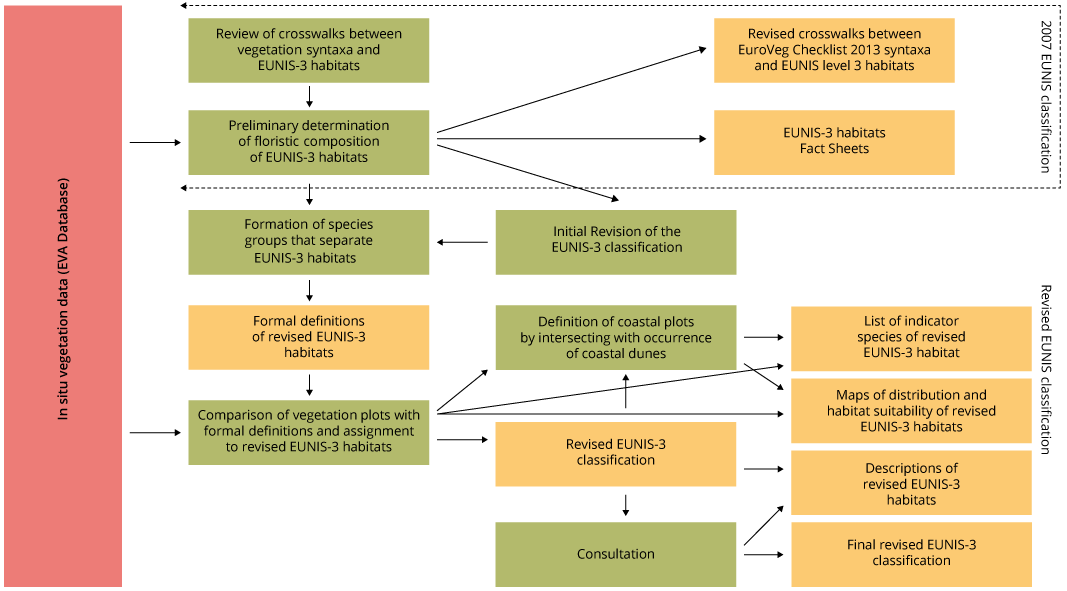 In situ vegetation data (EVA Database)
Review of crosswalks between
vegetation syntaxa and
EUNIS-3 habitats
Revised crosswalks between
EuroVeg Checklist 2013 syntaxa
and EUNIS level 3 habitats
2007 EUNIS classification
Preliminary determination
of floristic composition
of EUNIS-3 habitats
EUNIS-3 habitats
Fact Sheets
Formation of species
groups that separate
EUNIS-3 habitats
Initial Revision of the
EUNIS-3 classification
Formal definitions
of revised EUNIS-3
habitats
Definition of coastal plots
by intersecting with occurrence
of coastal dunes
List of indicator
species of revised
EUNIS-3 habitat
Revised EUNIS classification
Comparison of vegetation plots with
formal definitions and assignment
to revised EUNIS-3 habitats
Maps of distribution and
habitat suitability of revised
EUNIS-3 habitats
Revised EUNIS-3
classification
Descriptions of
revised EUNIS-3
habitats
Consultation
Final revised EUNIS-3
classification